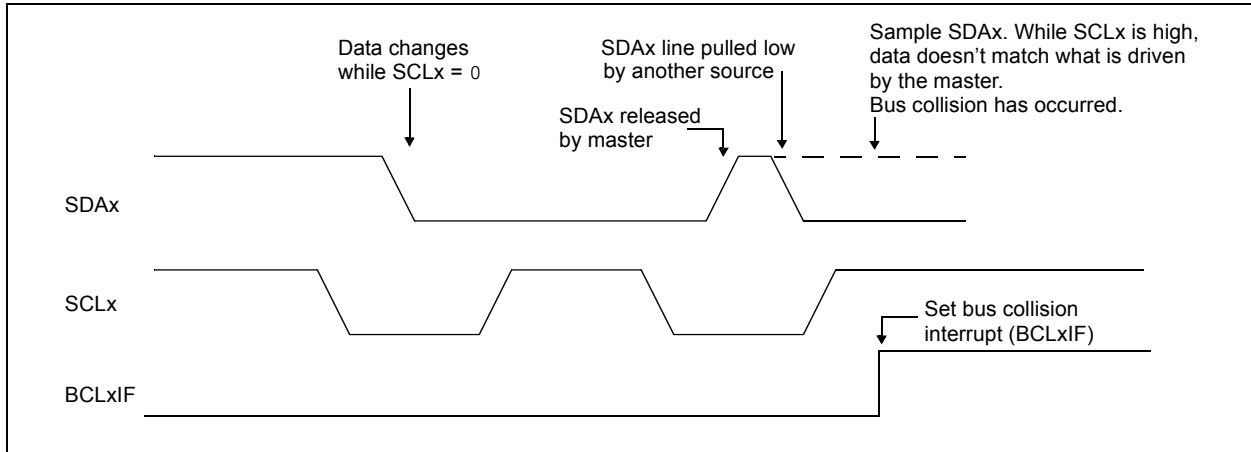 Data changes
while SCLx = 0
SDAx line pulled low
by another source
SDAx released
by master
Sample SDAx. While SCLx is high,
data doesn’t match what is driven
by the master.
Bus collision has occurred.
SDAx
SCLx
Set bus collision
interrupt (BCLxIF)
BCLxIF